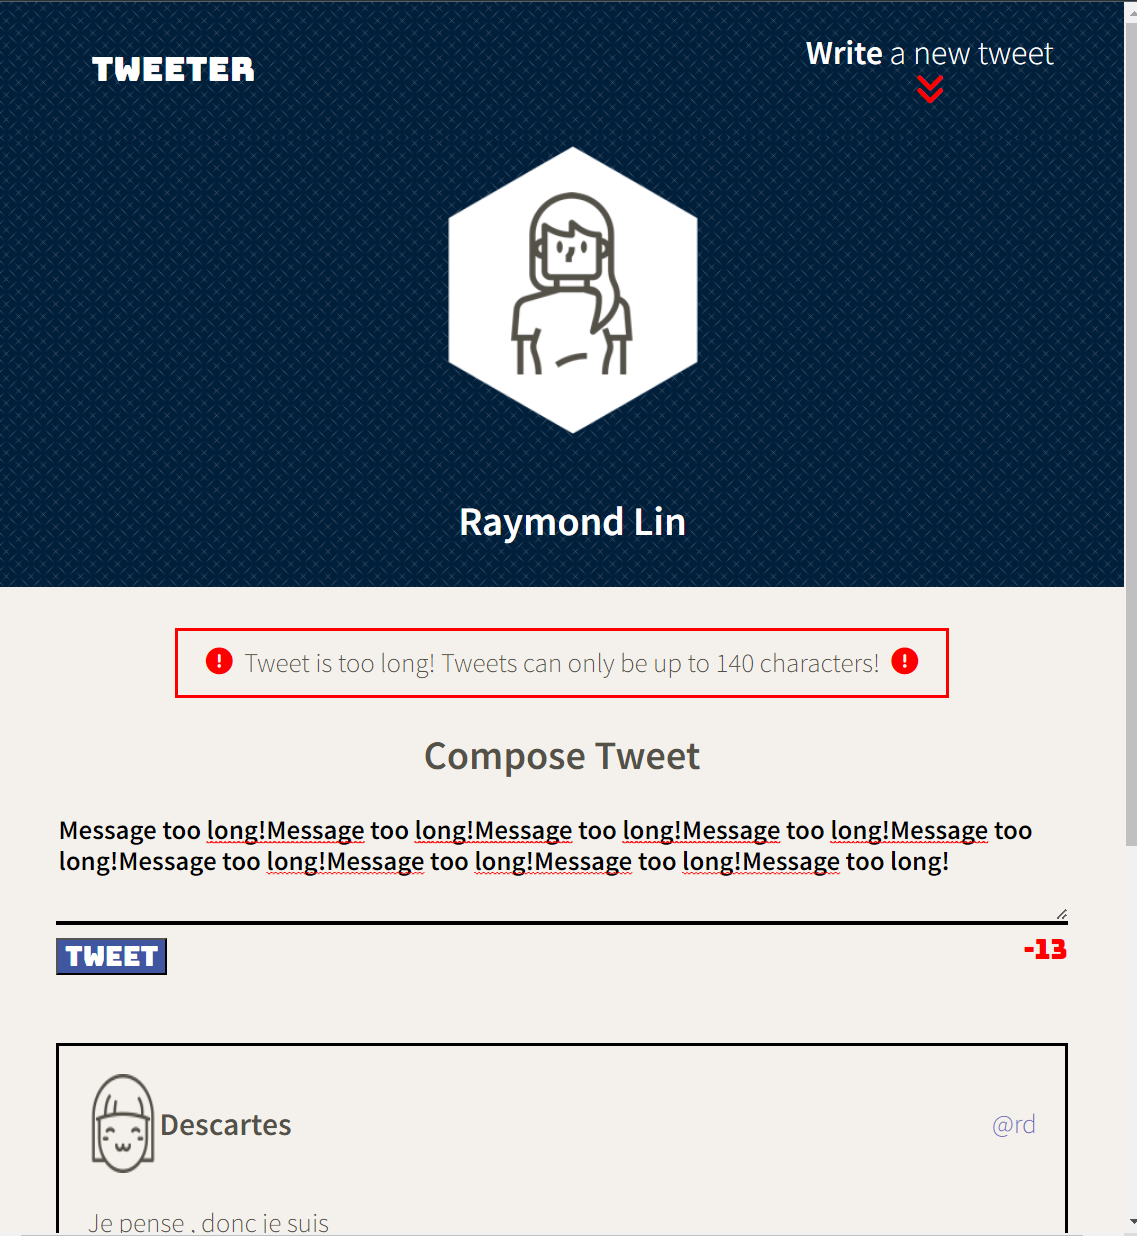 TWEETER
Write a new tweet
Raymond Lin
Tweet is too long! Tweets can only be up to 140 characters!
Compose Tweet
Message too long!Message too long!Message too long!Message too long!Message too
long!Message too long!Message too long!Message too long!Message too long!
TWEET
-13
Descartes
@rd
Je pense , donc je suis